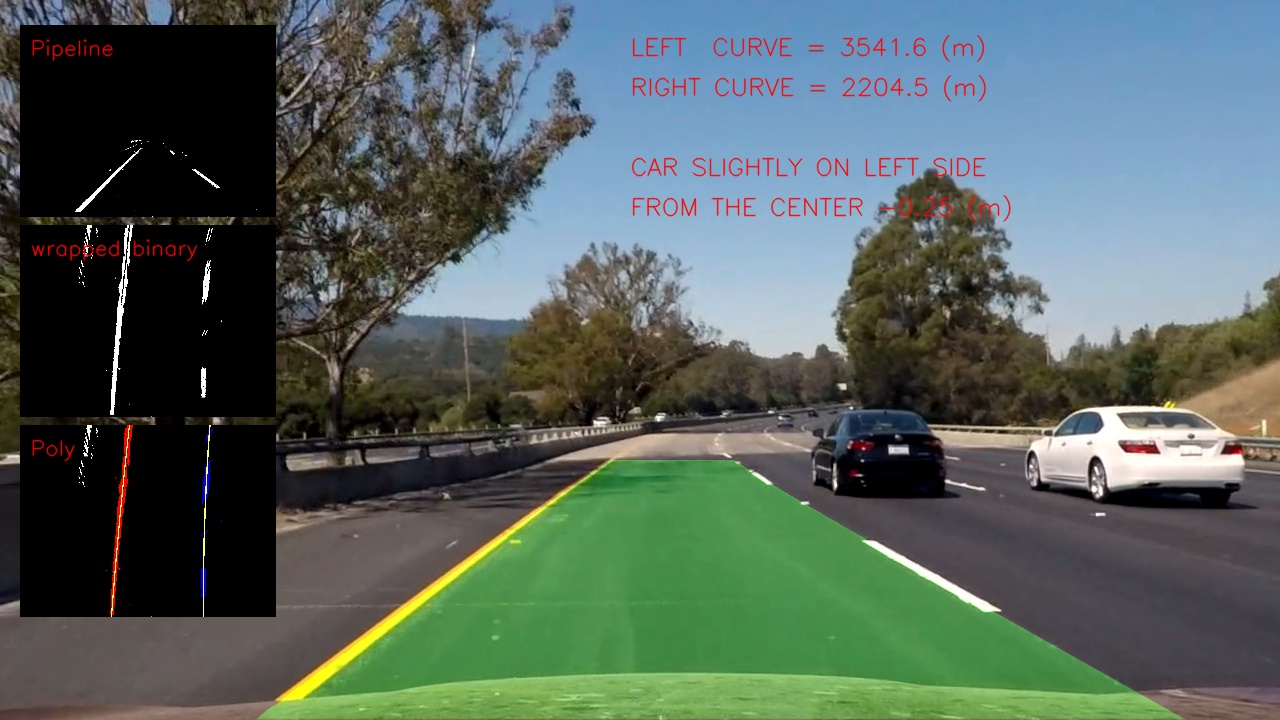 Pipeline
wrapped binary
Poly
LEFT CURVE = 3541.6 (m)
RIGHT CURVE = 2204.5 (m)
CAR SLIGHTLY ON LEFT SIDE
FROM THE CENTER -0.25 (m)